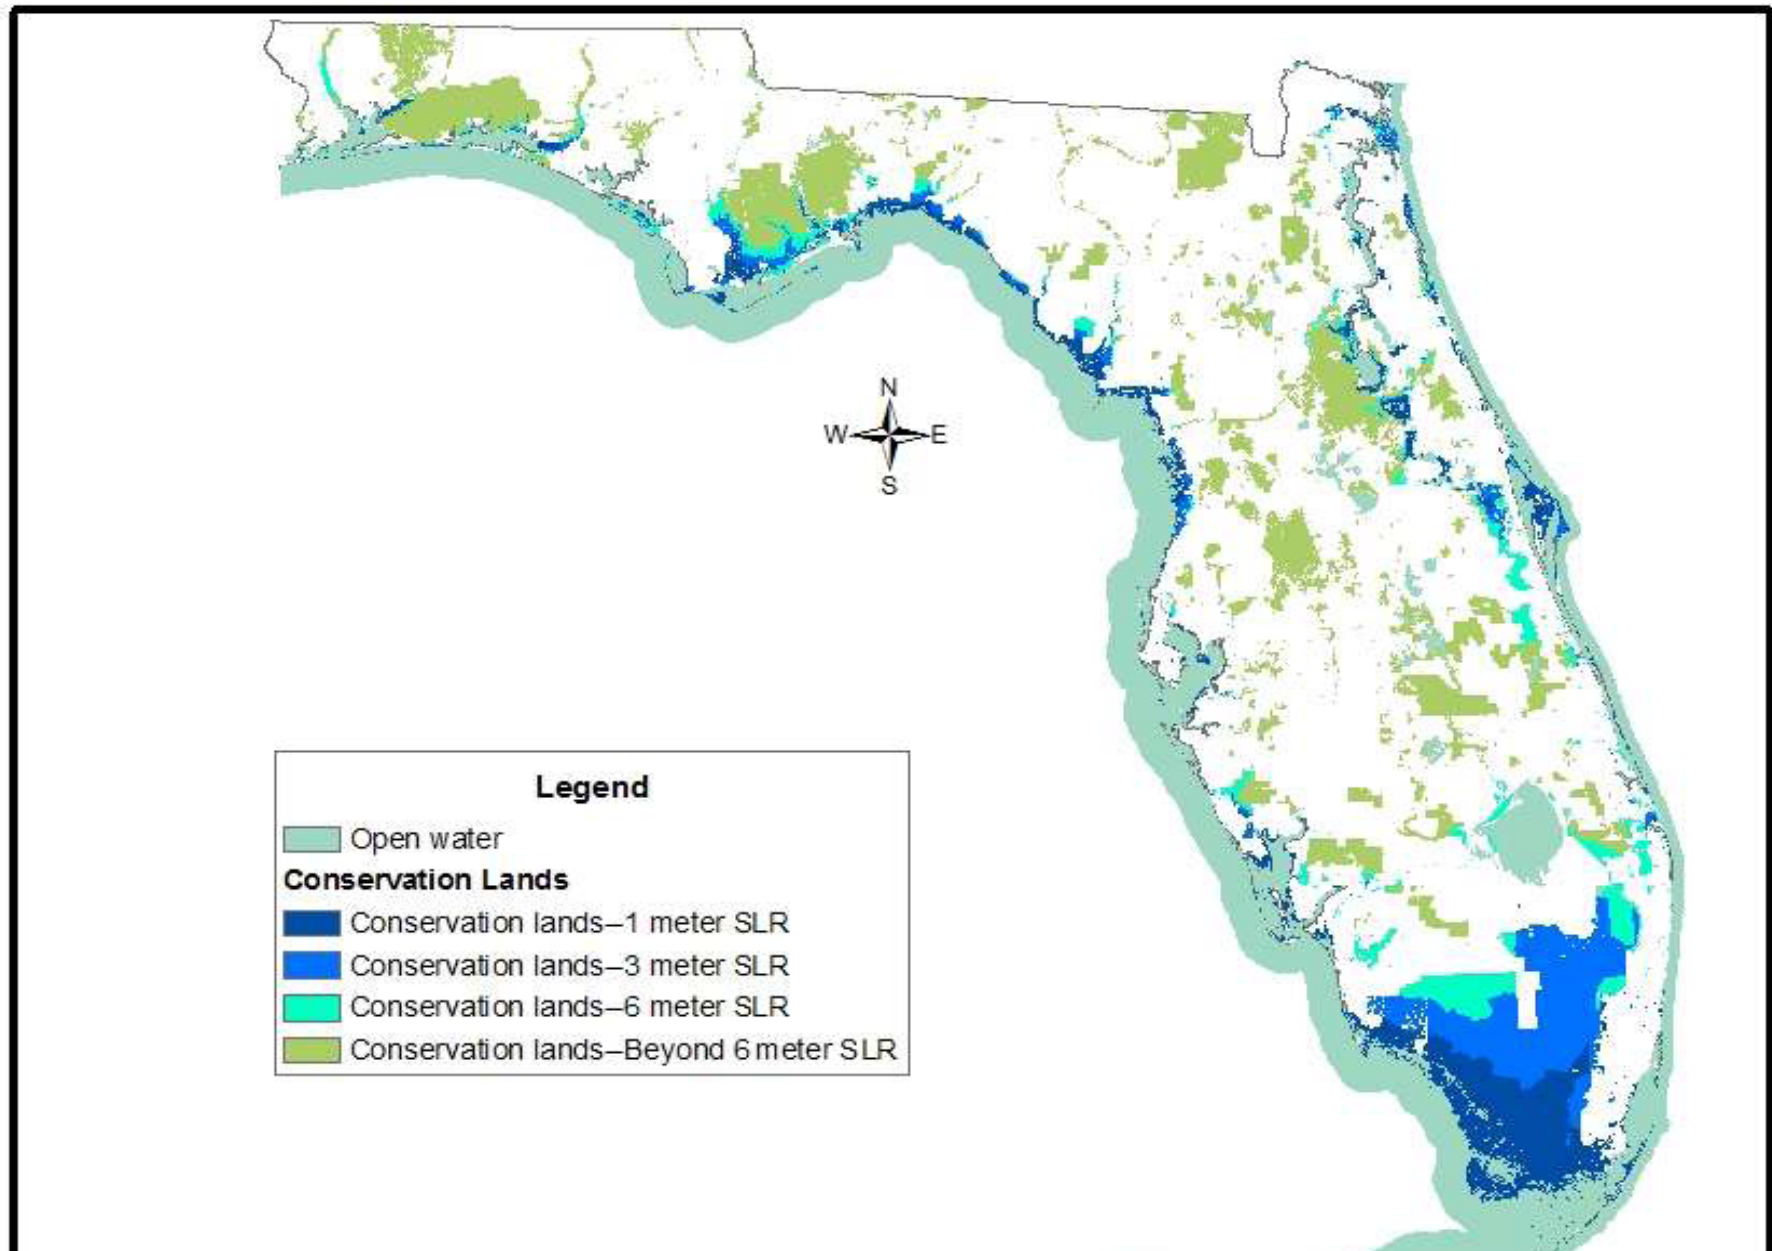 N
W E
S
Legend
Open water
Conservation Lands
Conservation lands–1 meter SLR
Conservation lands–3 meter SLR
Conservation lands–6 meter SLR
Conservation lands–Beyond 6 meter SLR